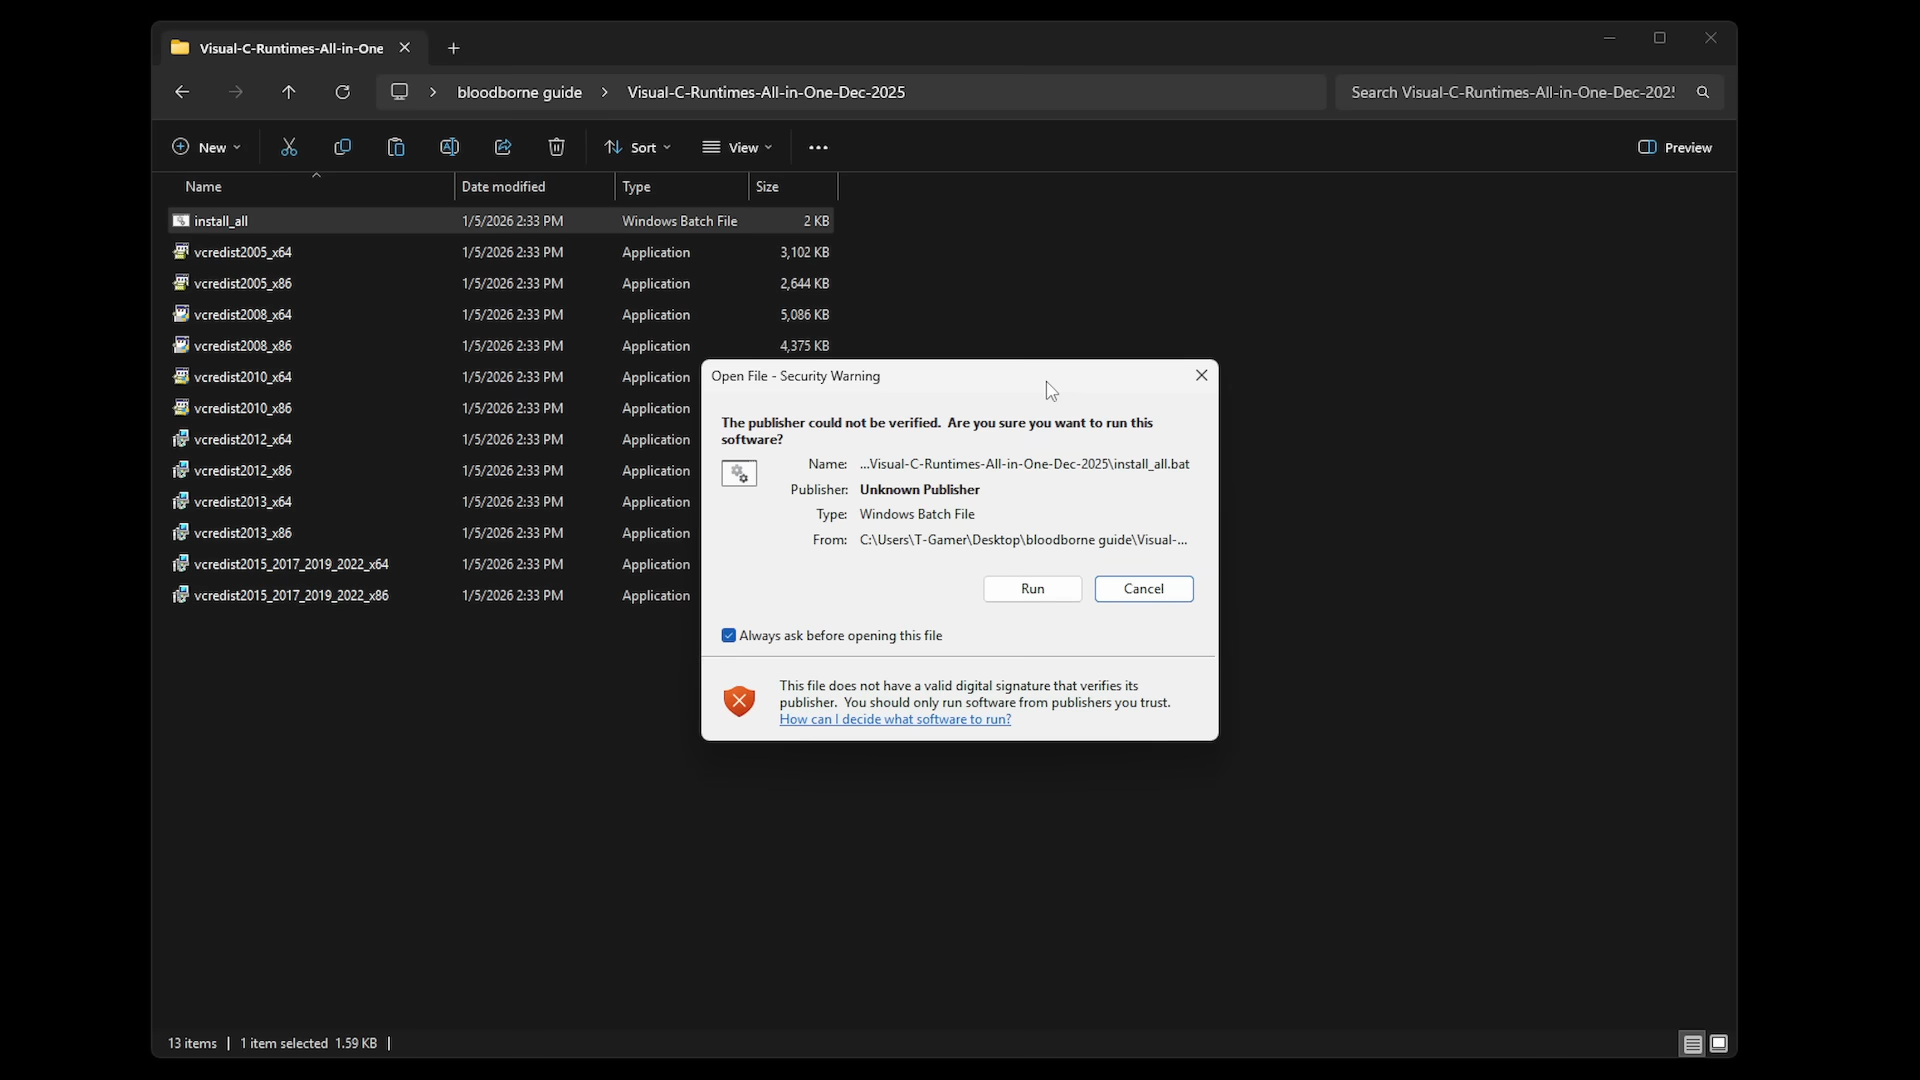 Visual-C-Runtimes-All-in-One
bloodborne guide
Visual-C-Runtimes-All-in-One-Dec-2025
Search Visual-C-Runtimes-All-in-One-Dec-202!
New
Sort
View
Preview
Name
Date modified
Type
Size
install_all 1/5/2026 2:33 PM Windows Batch File 2 KB
vcredist2005_x64 1/5/2026 2:33 PM Application 3,102 KB
vcredist2005_x86 1/5/2026 2:33 PM Application 2,644 KB
vcredist2008_x64 1/5/2026 2:33 PM Application 5,086 KB
vcredist2008_x86 1/5/2026 2:33 PM Application 4,375 KB
vcredist2010_x64 1/5/2026 2:33 PM Application
vcredist2010_x86 1/5/2026 2:33 PM Application
vcredist2012_x64 1/5/2026 2:33 PM Application
vcredist2012_x86 1/5/2026 2:33 PM Application
vcredist2013_x64 1/5/2026 2:33 PM Application
vcredist2013_x86 1/5/2026 2:33 PM Application
vcredist2015_2017_2019_2022_x64 1/5/2026 2:33 PM Application
vcredist2015_2017_2019_2022_x86 1/5/2026 2:33 PM Application
Open File - Security Warning
The publisher could not be verified. Are you sure you want to run this
software?
Name: ...Visual-C-Runtimes-All-in-One-Dec-2025\install_all.bat
Publisher: Unknown Publisher
Type: Windows Batch File
From: C:\Users\T-Gamer\Desktop\bloodborne guide\Visual-...
Run
Cancel
Always ask before opening this file
This file does not have a valid digital signature that verifies its
publisher. You should only run software from publishers you trust.
How can I decide what software to run?
13 items
1 item selected 1.59 KB